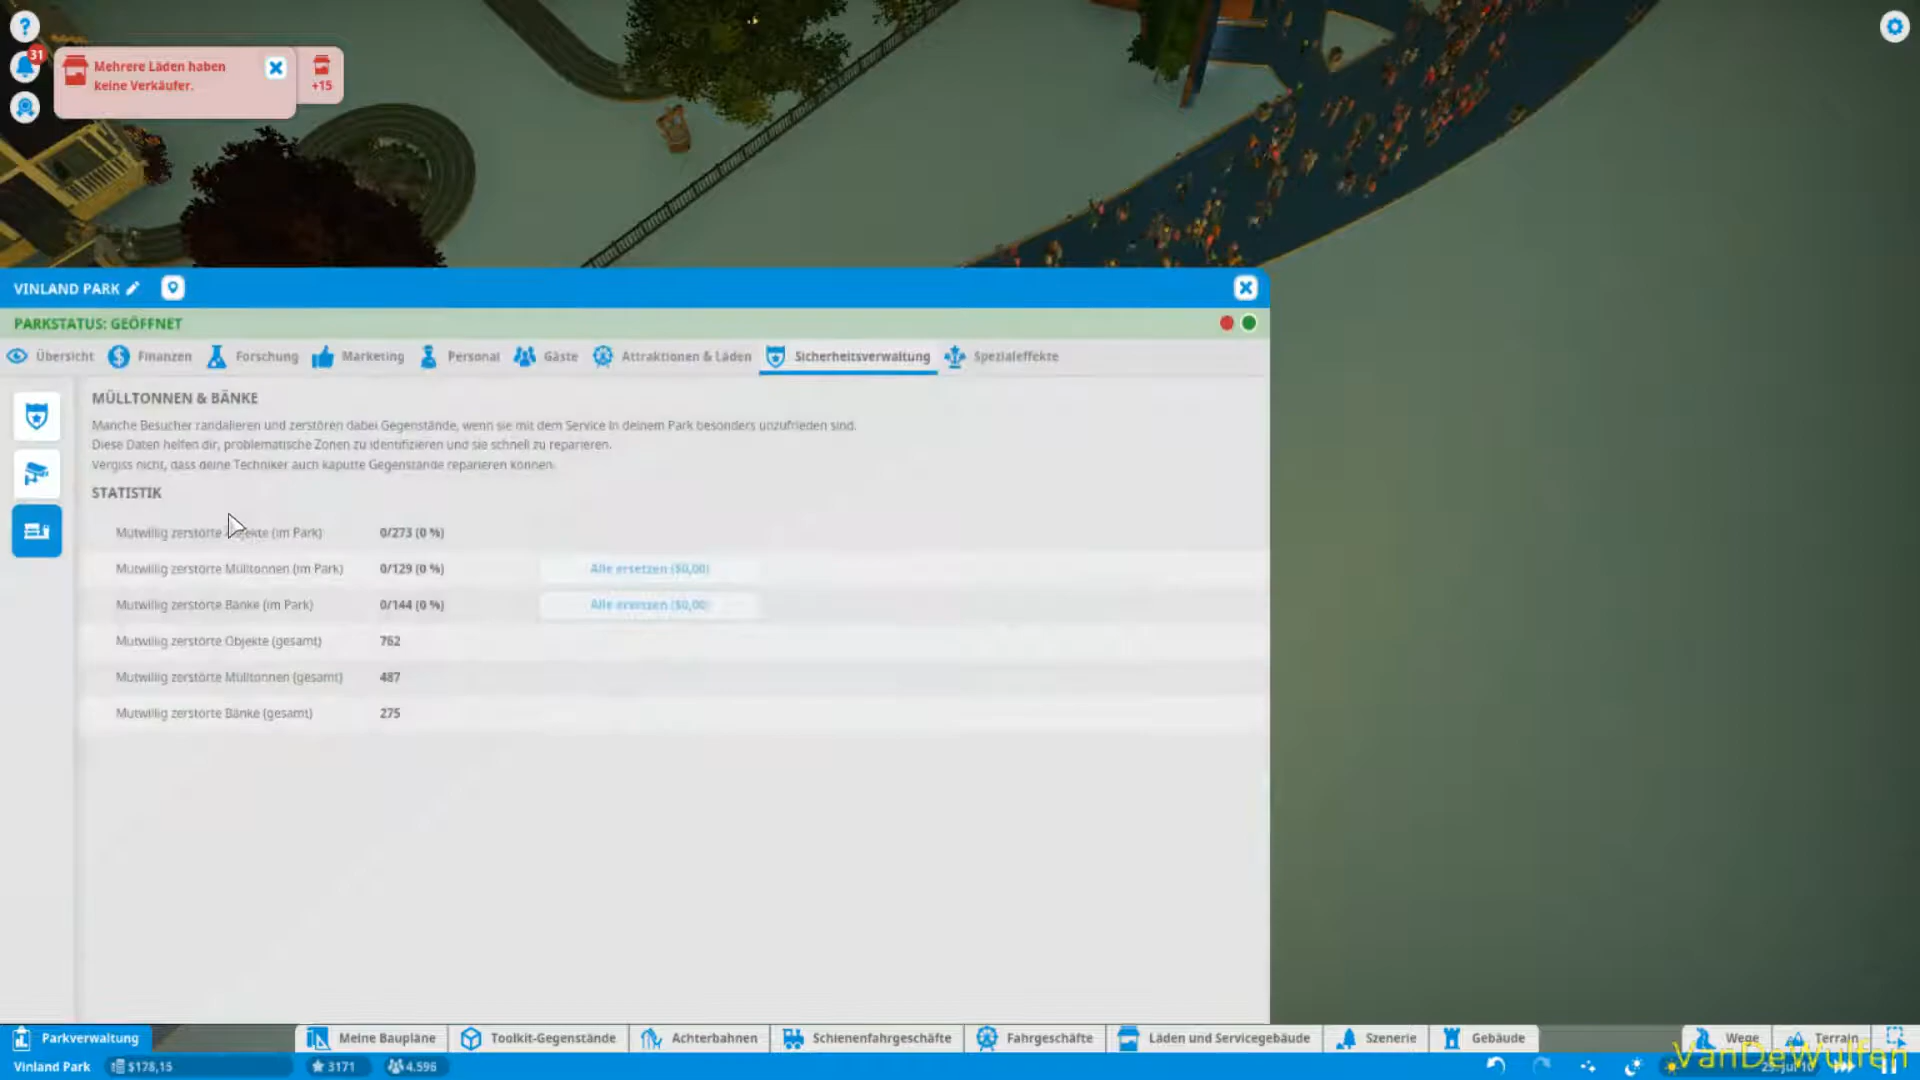 ?
31
Mehrere Läden haben
keine Verkäufer.
+15
VINLAND PARK
PARKSTATUS: GEÖFFNET
Übersicht Finanzen Forschung Marketing Personal Gäste Attraktionen & Läden Sicherheitsverwaltung Spezialeffekte
MÜLLTONNEN & BÄNKE
Manche Besucher randalieren und zerstören dabei Gegenstände, wenn sie mit dem Service in deinem Park besonders unzufrieden sind.
Diese Daten helfen dir, problematische Zonen zu identifizieren und sie schnell zu reparieren.
Vergiss nicht, dass deine Techniker auch kaputte Gegenstände reparieren können.
STATISTIK
Mutwillig zerstörte Objekte (im Park) 0/273 (0 %)
Mutwillig zerstörte Mülltonnen (im Park) 0/129 (0 %) Alle ersetzen ($0,00)
Mutwillig zerstörte Bänke (im Park) 0/144 (0 %) Alle ersetzen ($0,00)
Mutwillig zerstörte Objekte (gesamt) 762
Mutwillig zerstörte Mülltonnen (gesamt) 487
Mutwillig zerstörte Bänke (gesamt) 275
Parkverwaltung Meine Baupläne Toolkit-Gegenstände Achterbahnen Schienenfahrgeschäfte Fahrgeschäfte Läden und Servicegebäude Szenerie Gebäude Wege Terrain
Vinland Park $178,15 3171 4.596
VanDeWulfen